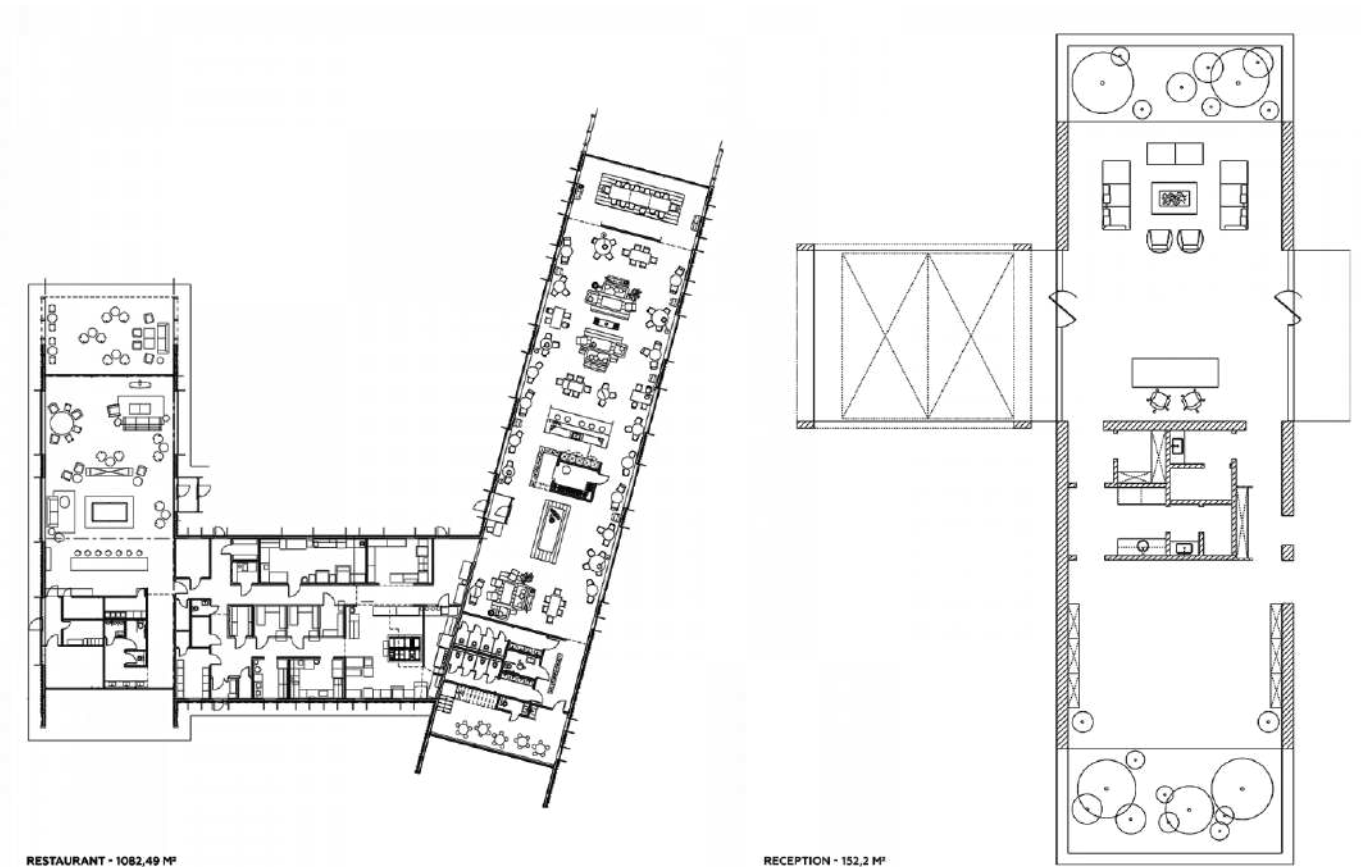 RESTAURANT - 1082,49 M²
RECEPTION - 152,2 M²